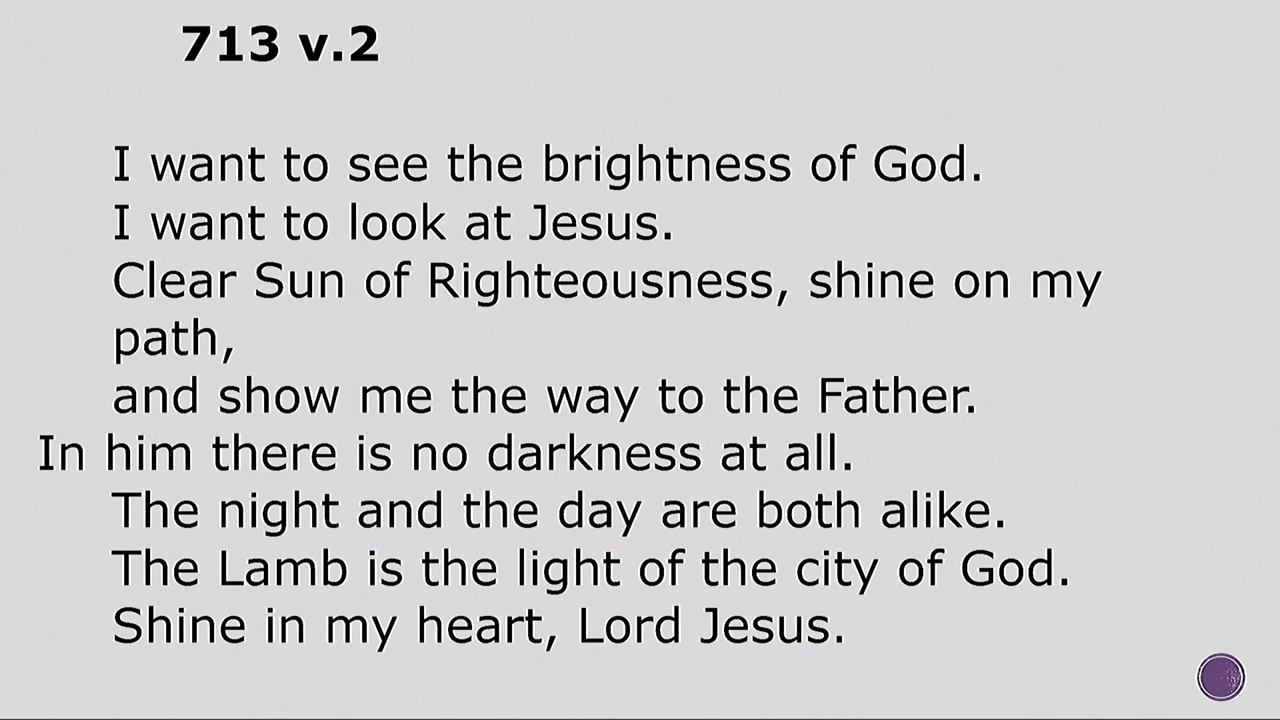 713 v.2
I want to see the brightness of God.
I want to look at Jesus.
Clear Sun of Righteousness, shine on my
path,
and show me the way to the Father.
In him there is no darkness at all.
The night and the day are both alike.
The Lamb is the light of the city of God.
Shine in my heart, Lord Jesus.